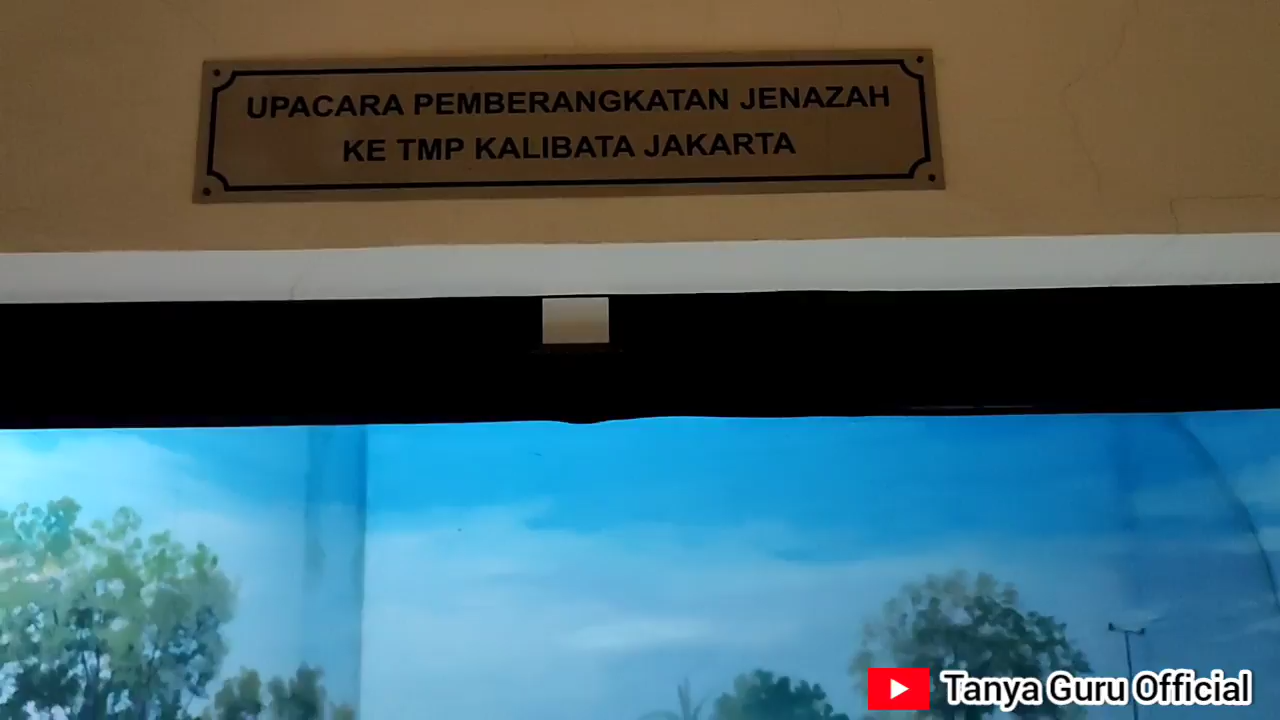 UPACARA PEMBERANGKATAN JENAZAH
KE TMP KALIBATA JAKARTA
Tanya Guru Official